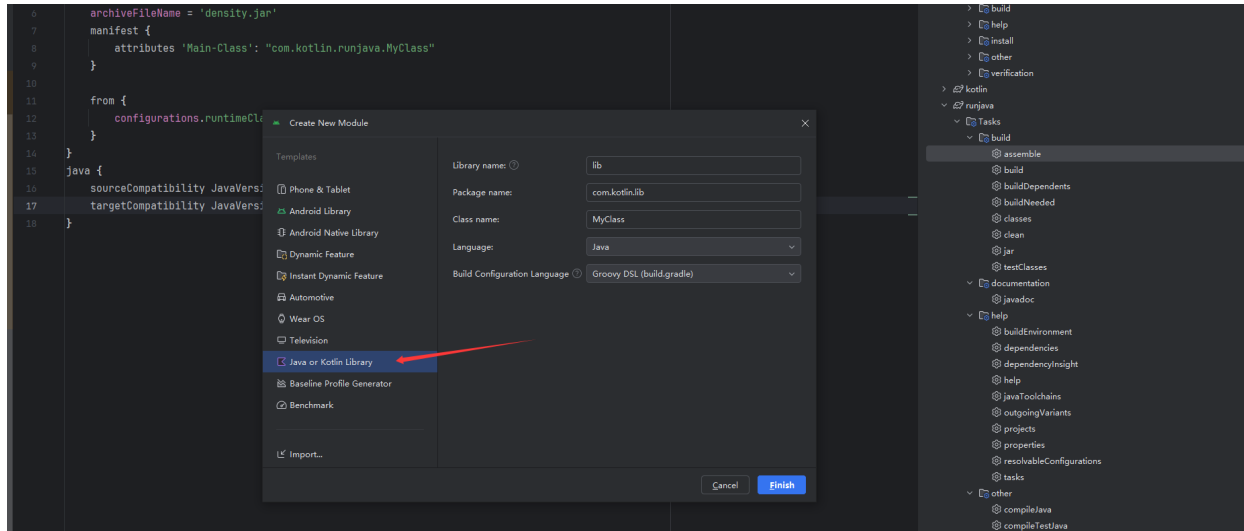 6 archiveFileName = 'density.jar'
7 manifest {
8 attributes 'Main-Class': "com.kotlin.runjava.MyClass"
9 }
10
11 from {
12 configurations.runtimeCla
13 }
14 }
15 java {
16 sourceCompatibility JavaVersi
17 targetCompatibility JavaVersi
18 }
Create New Module
Templates
Phone & Tablet
Android Library
Android Native Library
Dynamic Feature
Instant Dynamic Feature
Automotive
Wear OS
Television
Java or Kotlin Library
Baseline Profile Generator
Benchmark
Import...
Library name: lib
Package name: com.kotlin.lib
Class name: MyClass
Language: Java
Build Configuration Language Groovy DSL (build.gradle)
Cancel Finish
build
help
install
other
verification
kotlin
runjava
Tasks
build
assemble
build
buildDependents
buildNeeded
classes
clean
jar
testClasses
documentation
javadoc
help
buildEnvironment
dependencies
dependencyInsight
help
javaToolchains
outgoingVariants
projects
properties
resolvableConfigurations
tasks
other
compileJava
compileTestJava